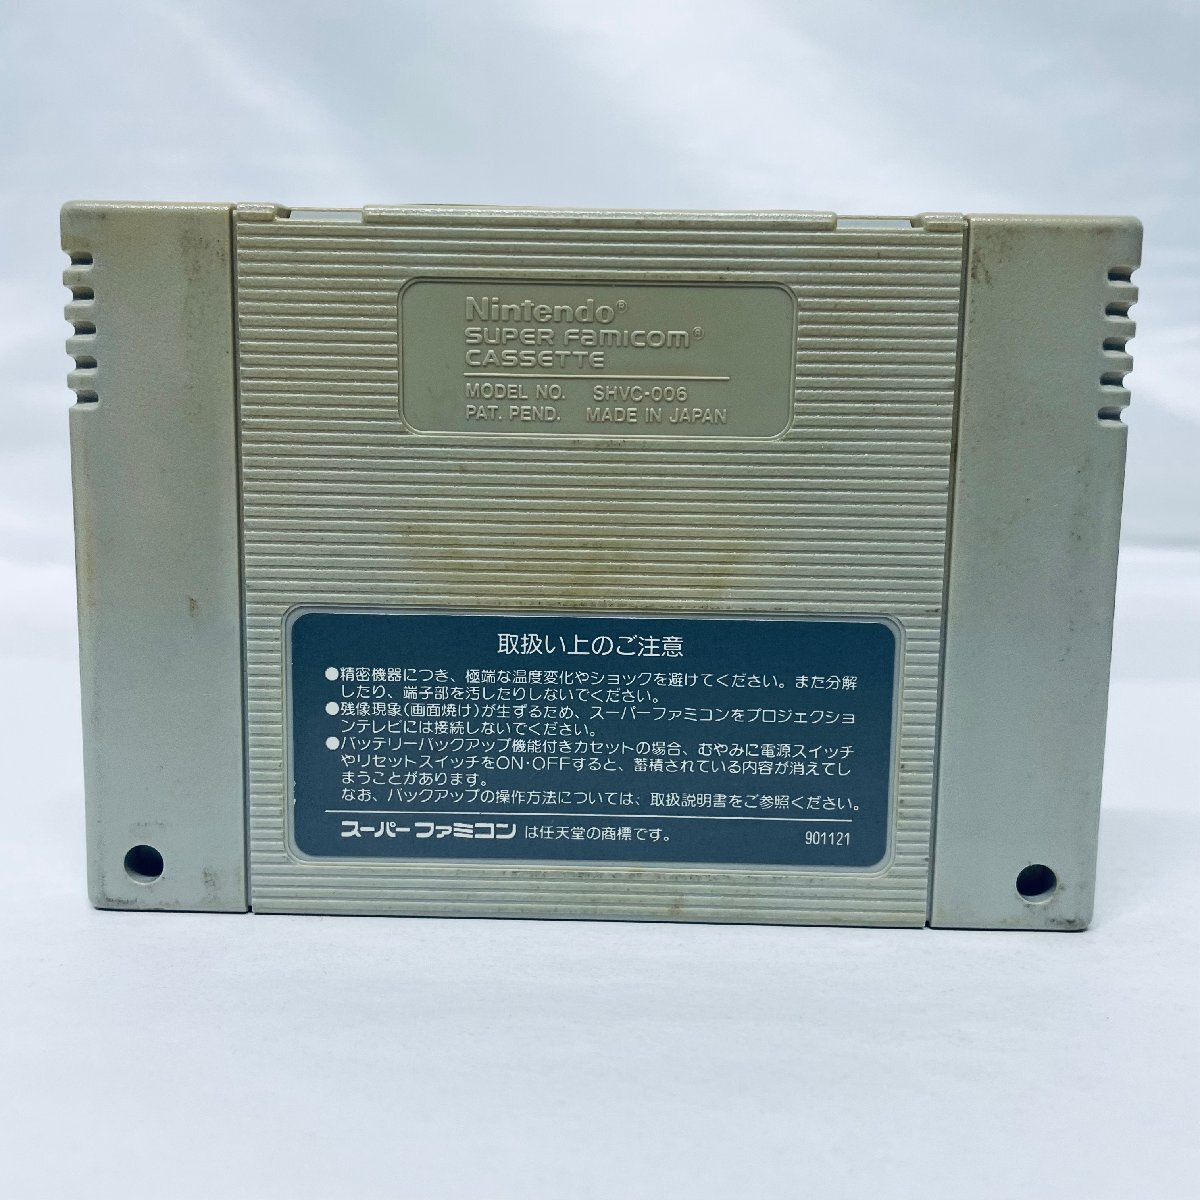 Nintendo®
SUPER FAMICOM®
CASSETTE
MODEL NO. SHVC-006
PAT. PEND. MADE IN JAPAN
取扱い上のご注意
●精密機器につき、極端な温度変化やショックを避けてください。また分解
したり、端子部を汚したりしないでください。
●残像現象(画面焼け)が生ずるため、スーパーファミコンをプロジェクショ
ンテレビには接続しないでください。
●バッテリーバックアップ機能付きカセットの場合、むやみに電源スイッチ
やリセットスイッチをON・OFFすると、蓄積されている内容が消えてし
まうことがあります。
なお、バックアップの操作方法については、取扱説明書をご参照ください。
スーパーファミコン は任天堂の商標です。 901121